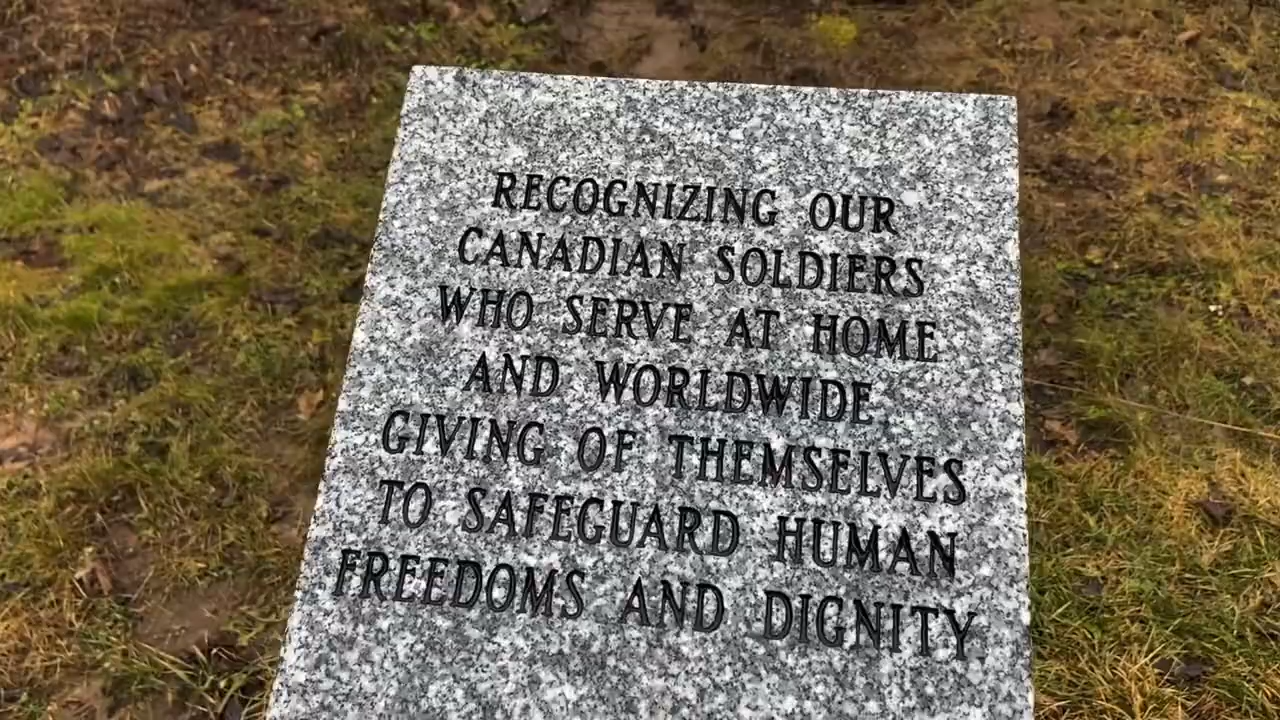 RECOGNIZING OUR
CANADIAN SOLDIERS
WHO SERVE AT HOME
AND WORLDWIDE
GIVING OF THEMSELVES
TO SAFEGUARD HUMAN
FREEDOMS AND DIGNITY